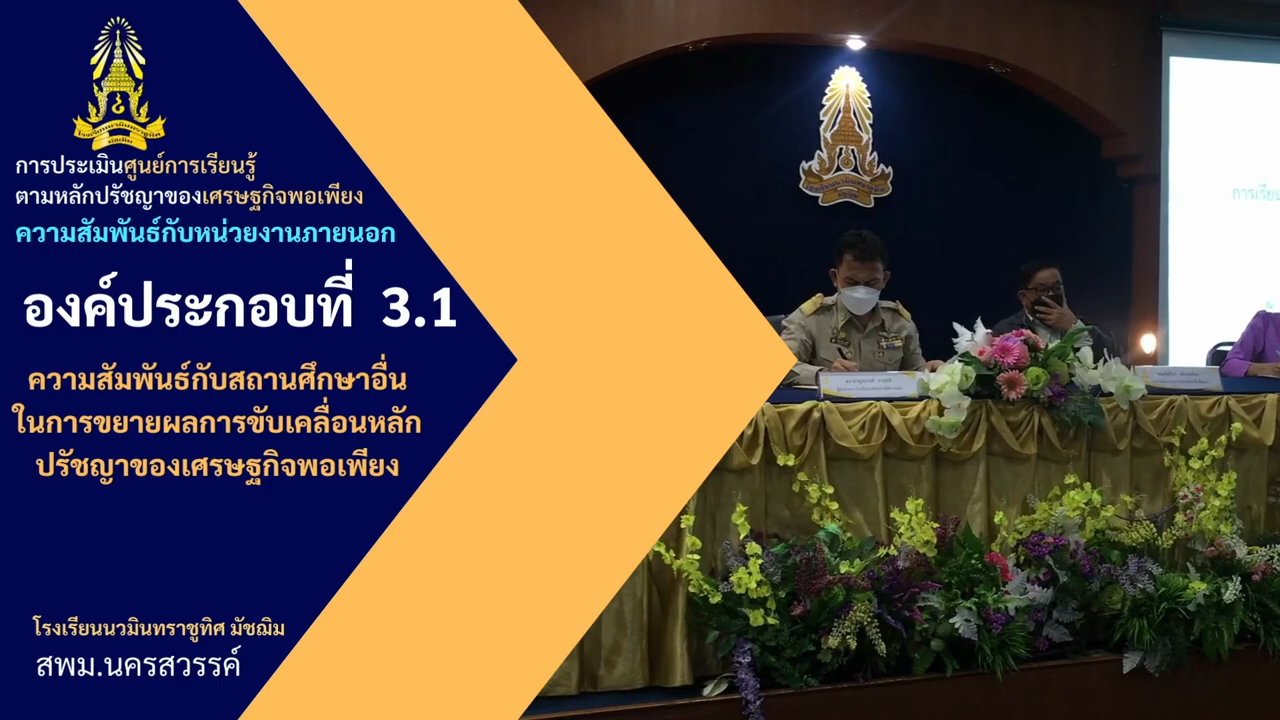 การประเมินศูนย์การเรียนรู้
ตามหลักปรัชญาของเศรษฐกิจพอเพียง
ความสัมพันธ์กับหน่วยงานภายนอก
องค์ประกอบที่ 3.1
ความสัมพันธ์กับสถานศึกษาอื่น
ในการขยายผลการขับเคลื่อนหลัก
ปรัชญาของเศรษฐกิจพอเพียง
โรงเรียนนวมินทราชูทิศ มัชฌิม
สพม.นครสวรรค์
การเรียน